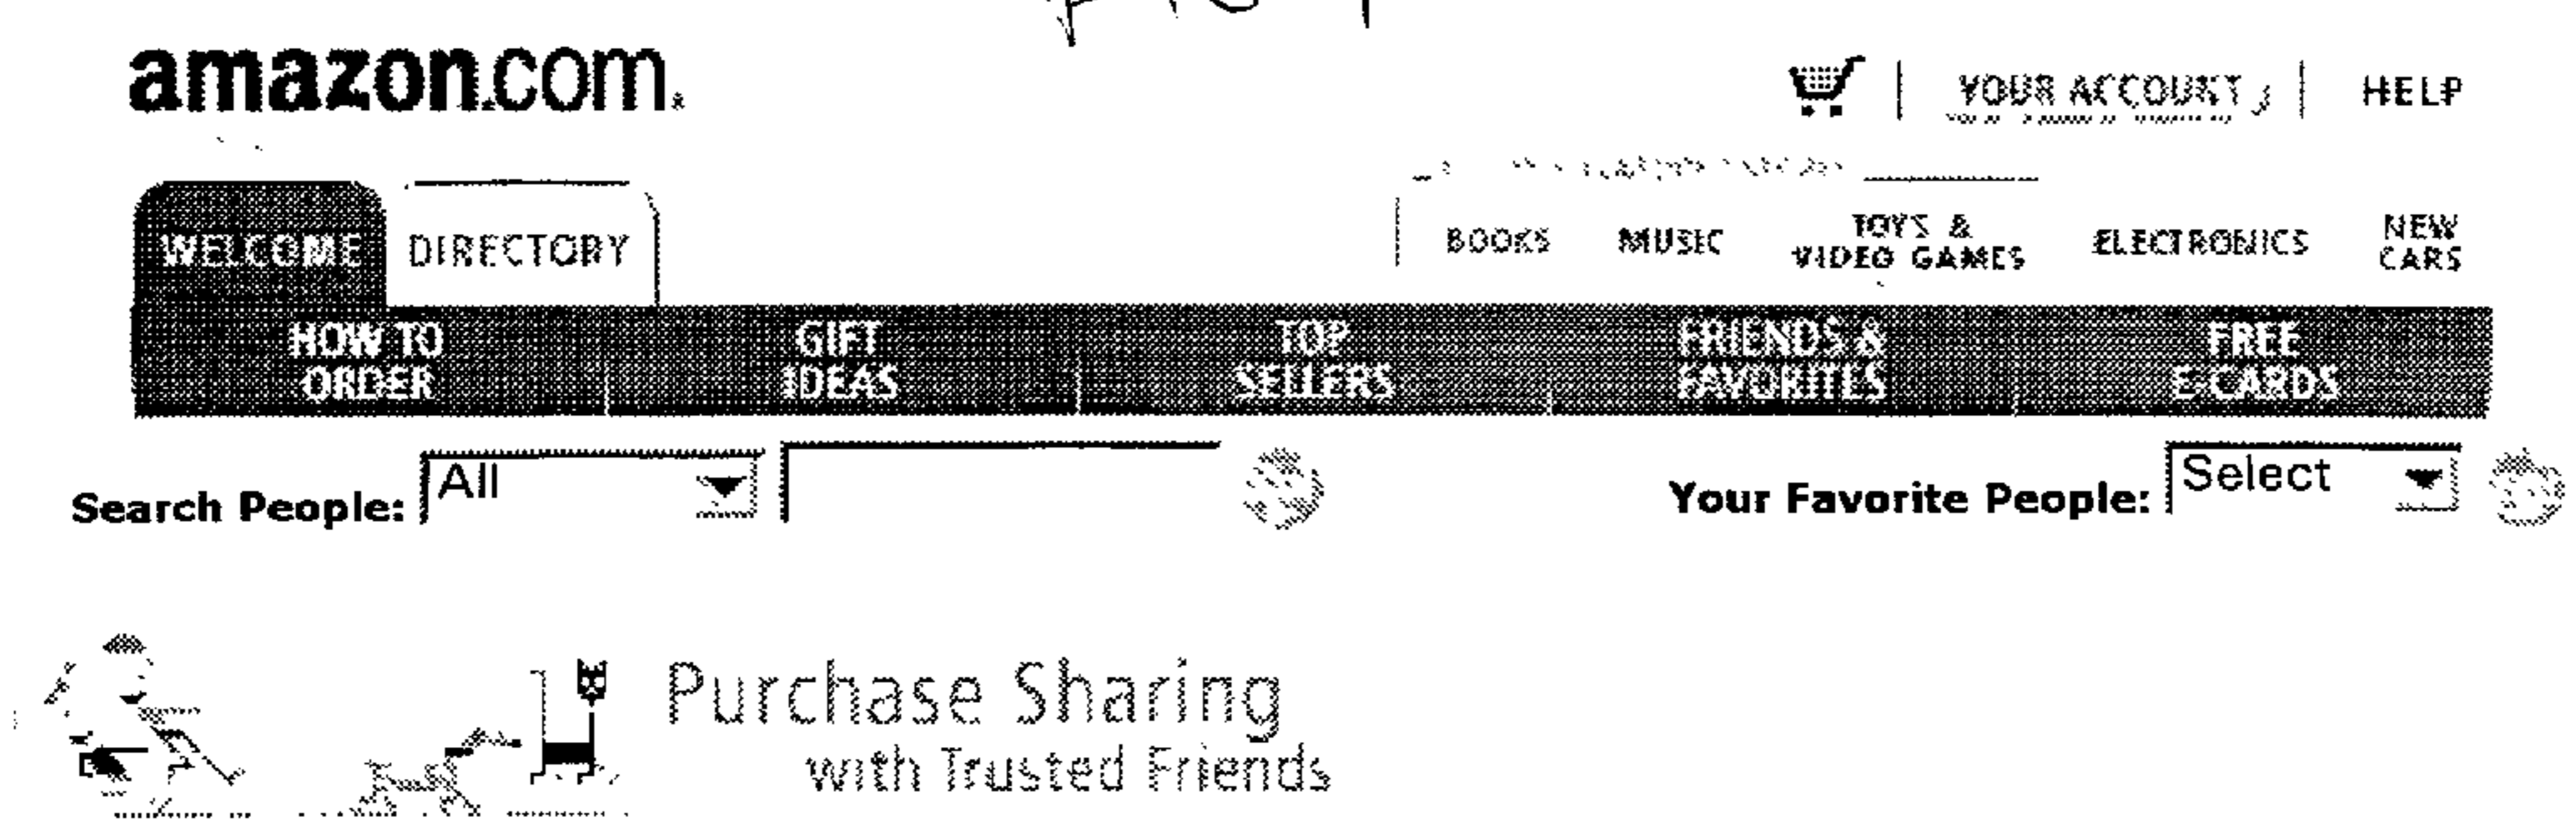 amazon.com.
YOUR ACCOUNT | HELP
WELCOME DIRECTORY
BOOKS MUSIC TOYS & VIDEO GAMES ELECTRONICS NEW CARS
HOW TO ORDER GIFT IDEAS TOP SELLERS FRIENDS & FAVORITES FREE E-CARDS
Search People: All Your Favorite People: Select
Purchase Sharing
with Trusted Friends